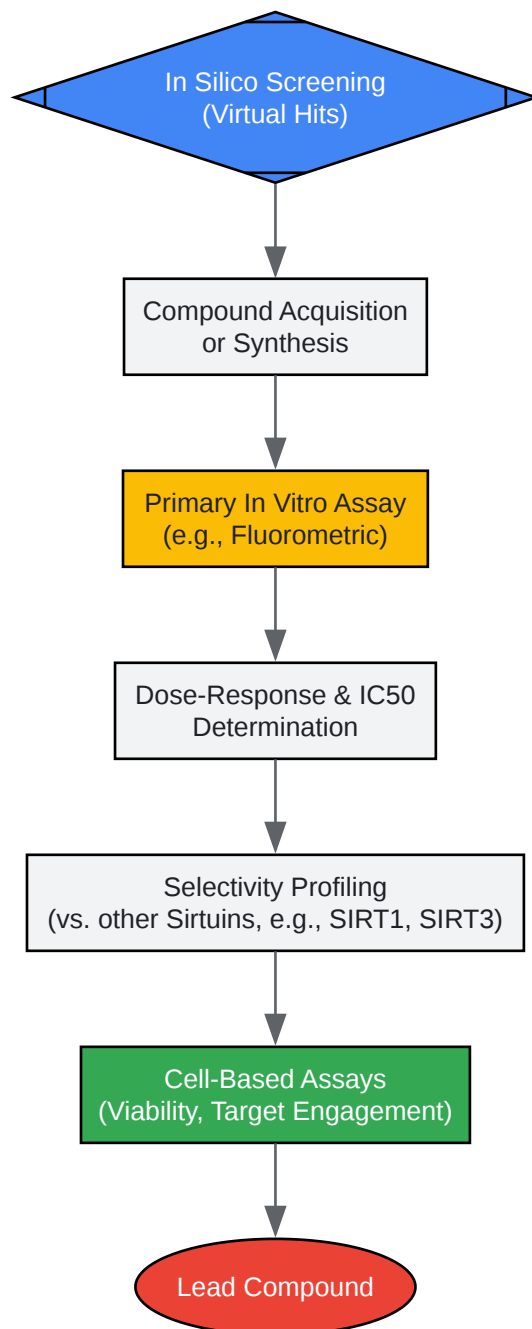 In Silico Screening
(Virtual Hits)
Compound Acquisition
or Synthesis
Primary In Vitro Assay
(e.g., Fluorometric)
Dose-Response & IC50
Determination
Selectivity Profiling
(vs. other Sirtuins, e.g., SIRT1, SIRT3)
Cell-Based Assays
(Viability, Target Engagement)
Lead Compound